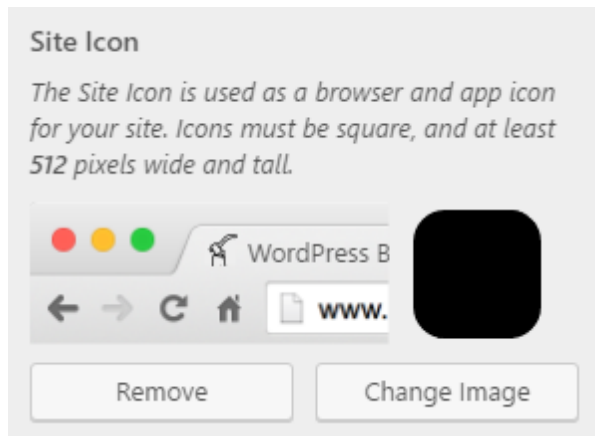 Site Icon
The Site Icon is used as a browser and app icon
for your site. Icons must be square, and at least
512 pixels wide and tall.
WordPress B
www.
Remove
Change Image